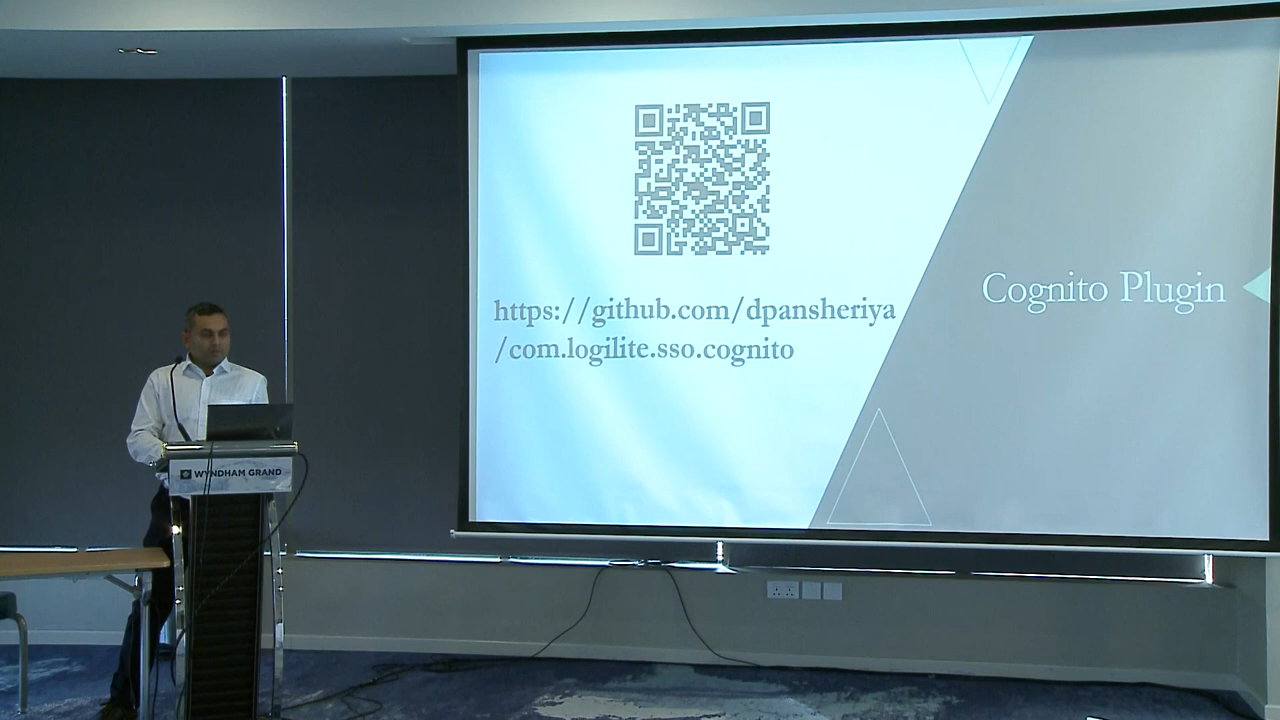 https://github.com/dpansheriya
/com.logilite.sso.cognito
Cognito Plugin
WYNDHAM GRAND